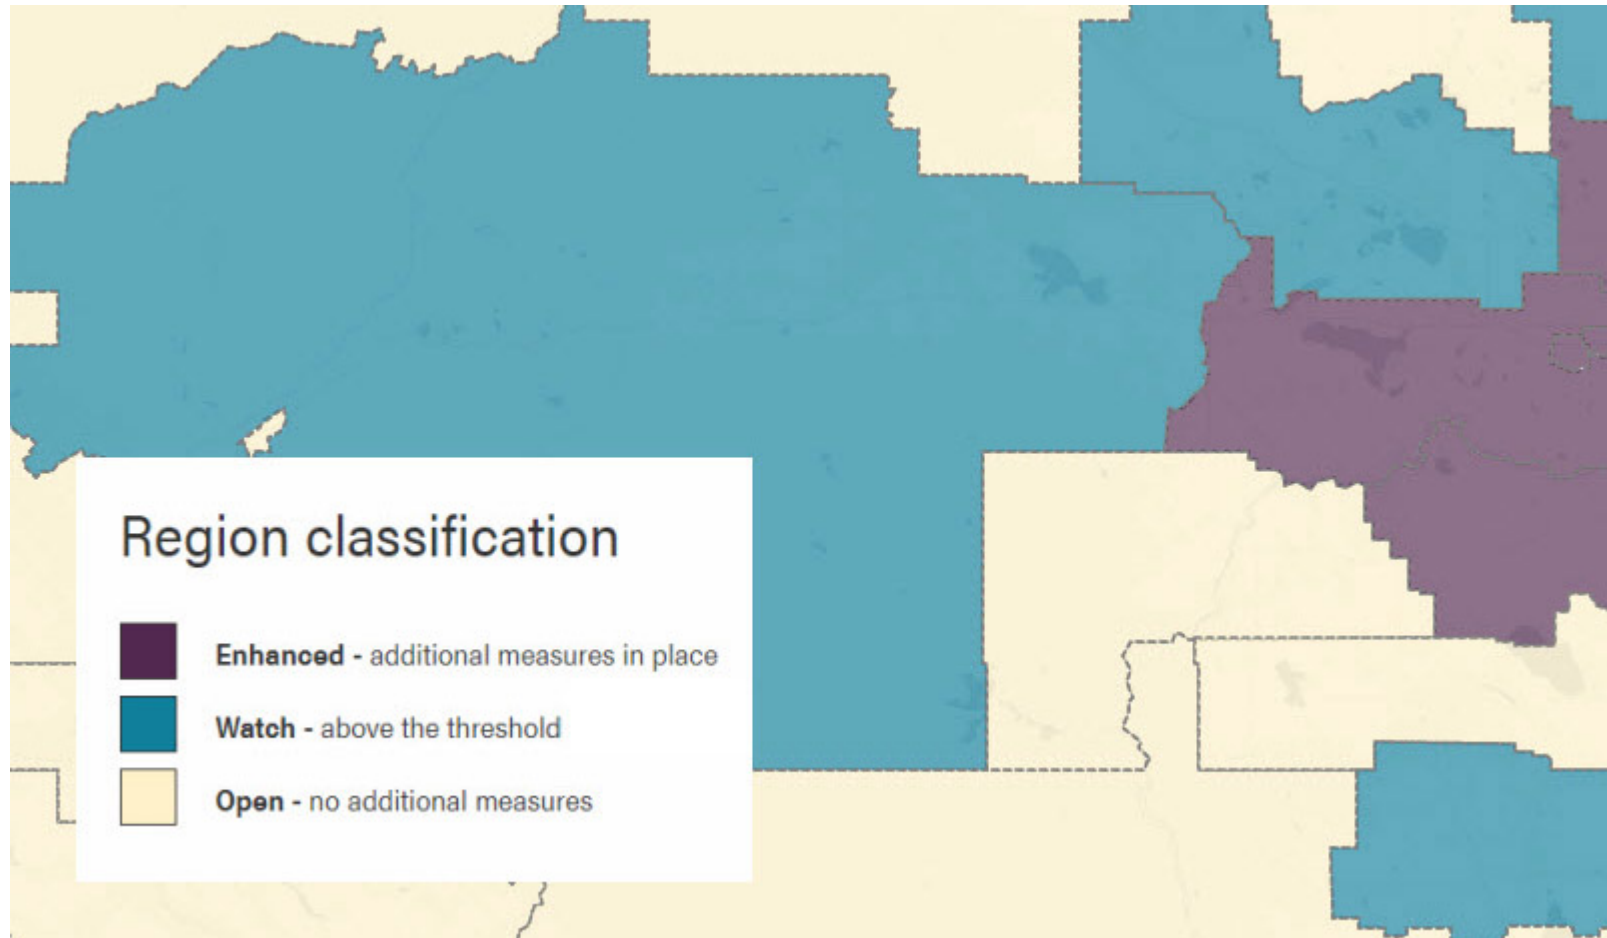 Region classification
Enhanced - additional measures in place
Watch - above the threshold
Open - no additional measures